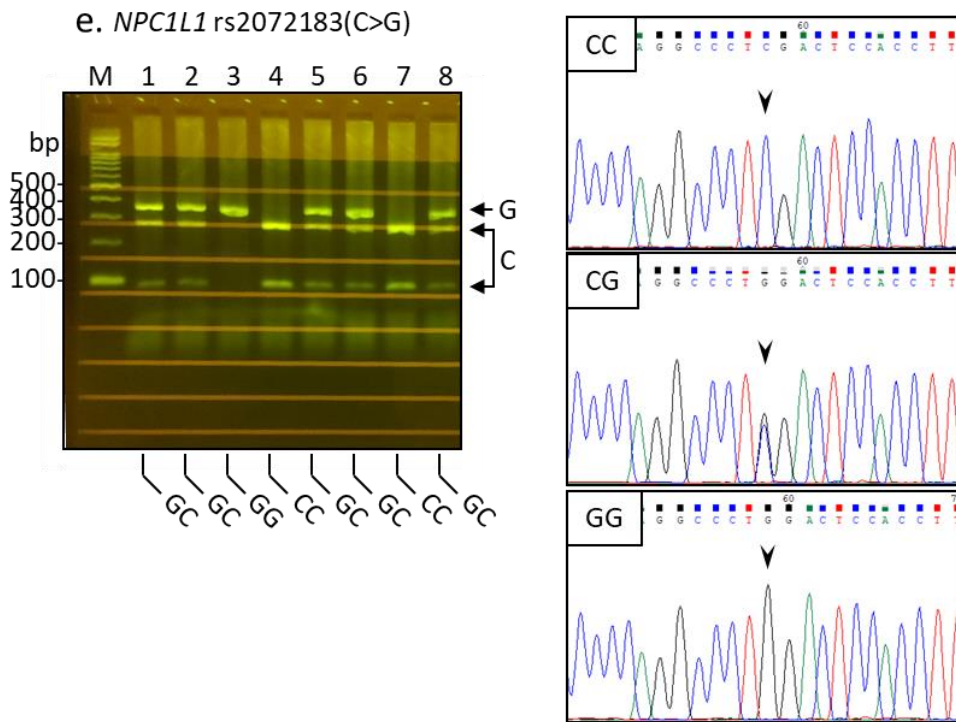 e. NPC1L1 rs2072183(C>G)
M 1 2 3 4 5 6 7 8
bp
500
400
300
200
100
G
C
GC GC GG CC GC GC CC GC
CC
60
A G G C C C T C G A C T C C A C C T T
CG
60
A G G C C C T G G A C T C C A C C T T
GG
60 7
A G G C C C T G G A C T C C A C C T T